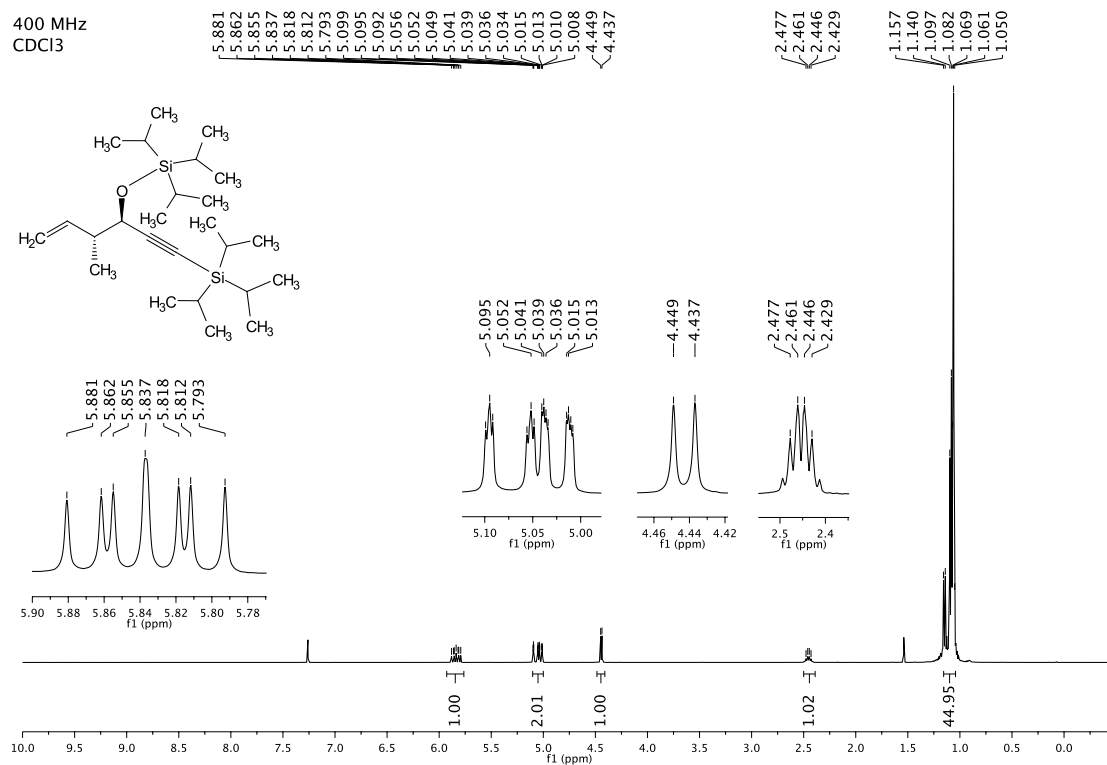 400 MHz
CDCl3
5.881
5.862
5.855
5.837
5.818
5.812
5.793
5.099
5.095
5.092
5.056
5.052
5.049
5.041
5.039
5.036
5.034
5.015
5.013
5.010
5.008
4.449
4.437
2.477
2.461
2.446
2.429
1.157
1.140
1.097
1.082
1.069
1.061
1.050
CH3
H3C
CH3
CH3
Si
CH3
O
H3C
H3C
H2C
CH3
CH3
Si
CH3
H3C
CH3
CH3
5.881
5.862
5.855
5.837
5.818
5.812
5.793
5.90 5.88 5.86 5.84 5.82 5.80 5.78
f1 (ppm)
5.095
5.052
5.041
5.039
5.036
5.015
5.013
5.10 5.05 5.00
f1 (ppm)
4.449
4.437
4.46 4.44 4.42
f1 (ppm)
2.477
2.461
2.446
2.429
2.5 2.4
f1 (ppm)
1.00
2.01
1.00
1.02
44.95
10.0 9.5 9.0 8.5 8.0 7.5 7.0 6.5 6.0 5.5 5.0 4.5 4.0 3.5 3.0 2.5 2.0 1.5 1.0 0.5 0.0
f1 (ppm)